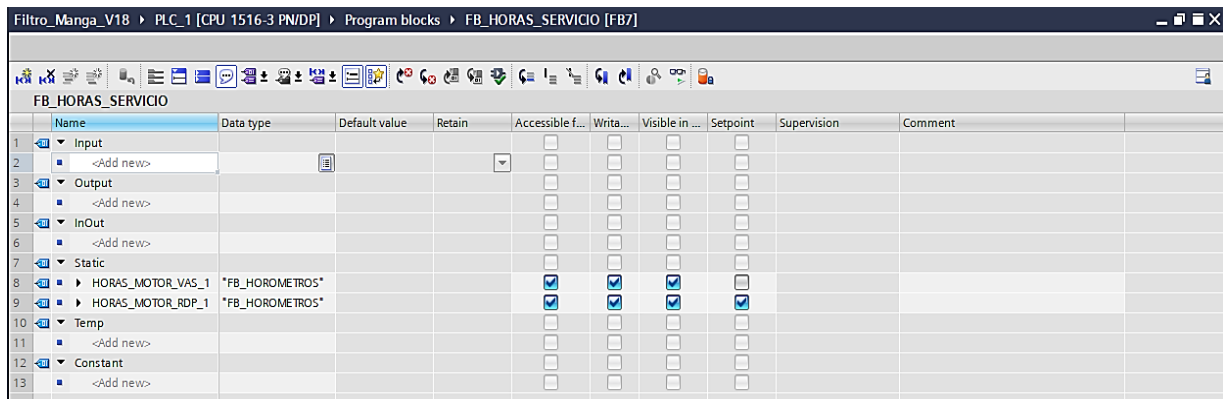 Filtro_Manga_V18 ▸ PLC_1 [CPU 1516-3 PN/DP] ▸ Program blocks ▸ FB_HORAS_SERVICIO [FB7]
FB_HORAS_SERVICIO
Name Data type Default value Retain Accessible f... Writa... Visible in ... Setpoint Supervision Comment
1 Input
2 <Add new>
3 Output
4 <Add new>
5 InOut
6 <Add new>
7 Static
8 HORAS_MOTOR_VAS_1 "FB_HOROMETROS"
9 HORAS_MOTOR_RDP_1 "FB_HOROMETROS"
10 Temp
11 <Add new>
12 Constant
13 <Add new>